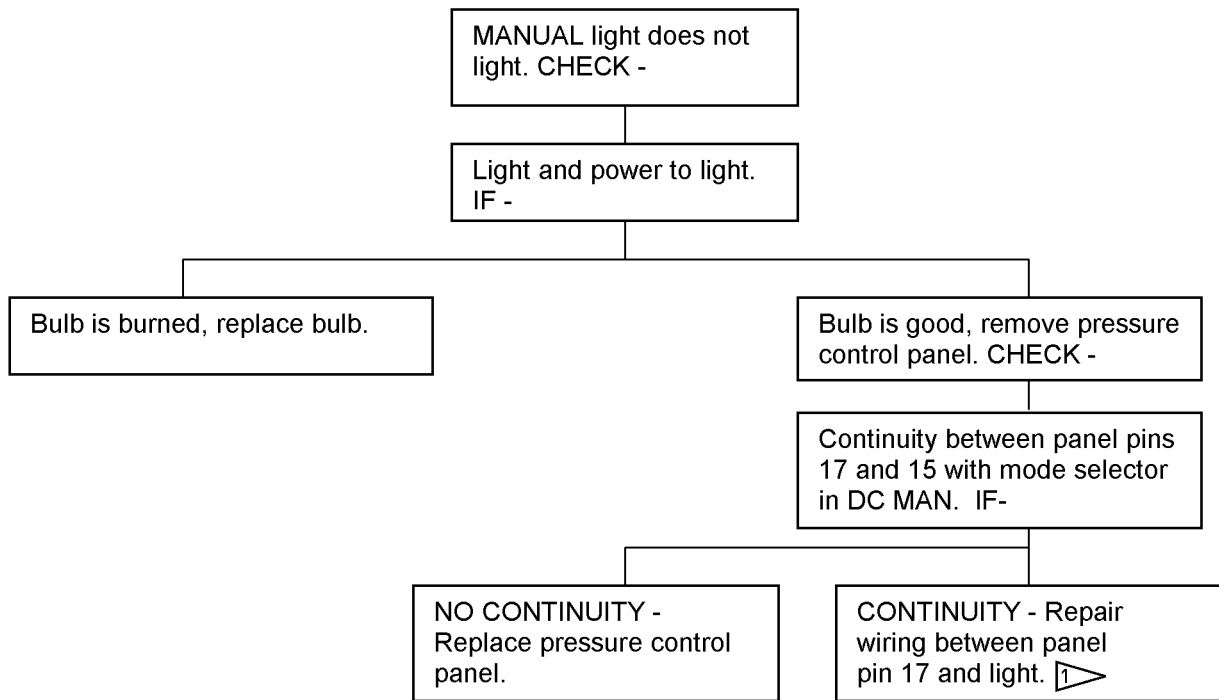 MANUAL light does not
light. CHECK -
Light and power to light.
IF -
Bulb is burned, replace bulb.
Bulb is good, remove pressure
control panel. CHECK -
Continuity between panel pins
17 and 15 with mode selector
in DC MAN.  IF-
NO CONTINUITY -
Replace pressure control
panel.
CONTINUITY - Repair
wiring between panel
pin 17 and light. 1